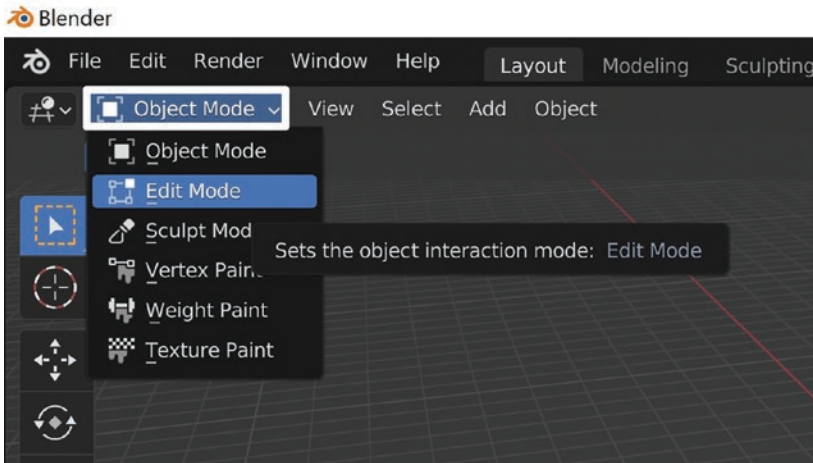 Blender
File Edit Render Window Help Layout Modeling Sculpting
Object Mode View Select Add Object
Object Mode
Edit Mode
Sculpt Mod
Sets the object interaction mode: Edit Mode
Vertex Pain
Weight Paint
Texture Paint